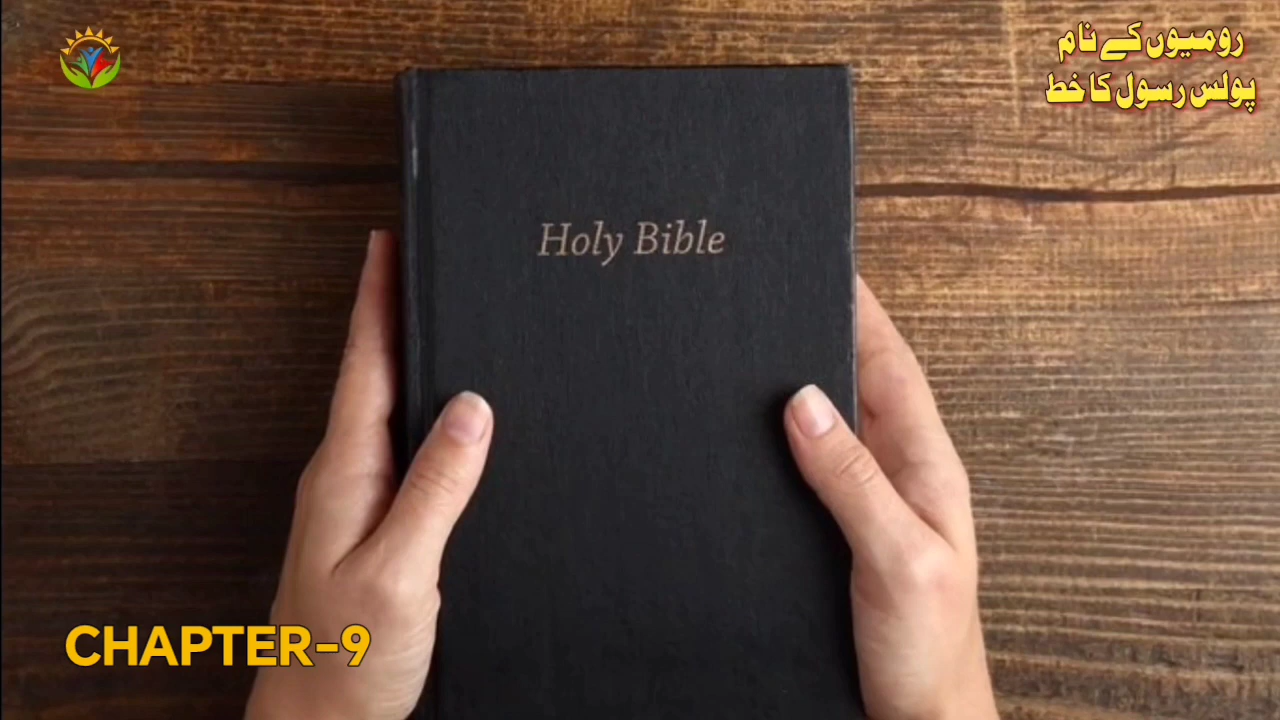 رومیوں کے نام
پولس رسول کا خط
Holy Bible
CHAPTER-9